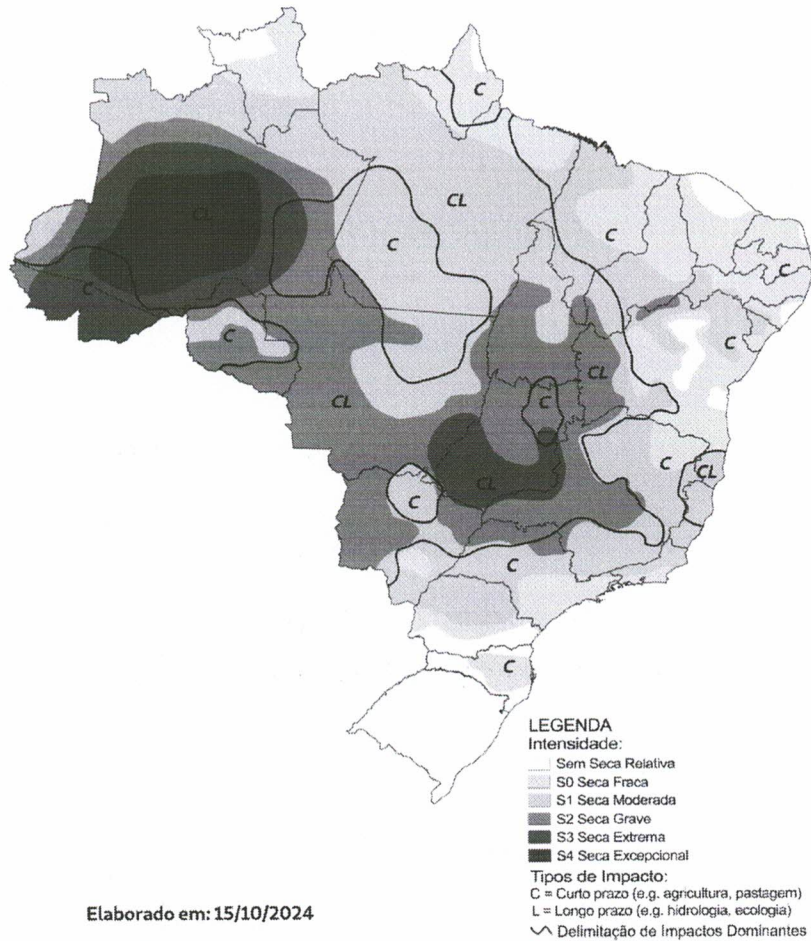 C
CL
CL
C
C
C
C
C
C
CL
CL
C
C
CL
CL
C
C
C
LEGENDA
Intensidade:
Sem Seca Relativa
S0 Seca Fraca
S1 Seca Moderada
S2 Seca Grave
S3 Seca Extrema
S4 Seca Excepcional
Tipos de Impacto:
C = Curto prazo (e.g. agricultura, pastagem)
L = Longo prazo (e.g. hidrologia, ecologia)
Delimitação de Impactos Dominantes
Elaborado em: 15/10/2024